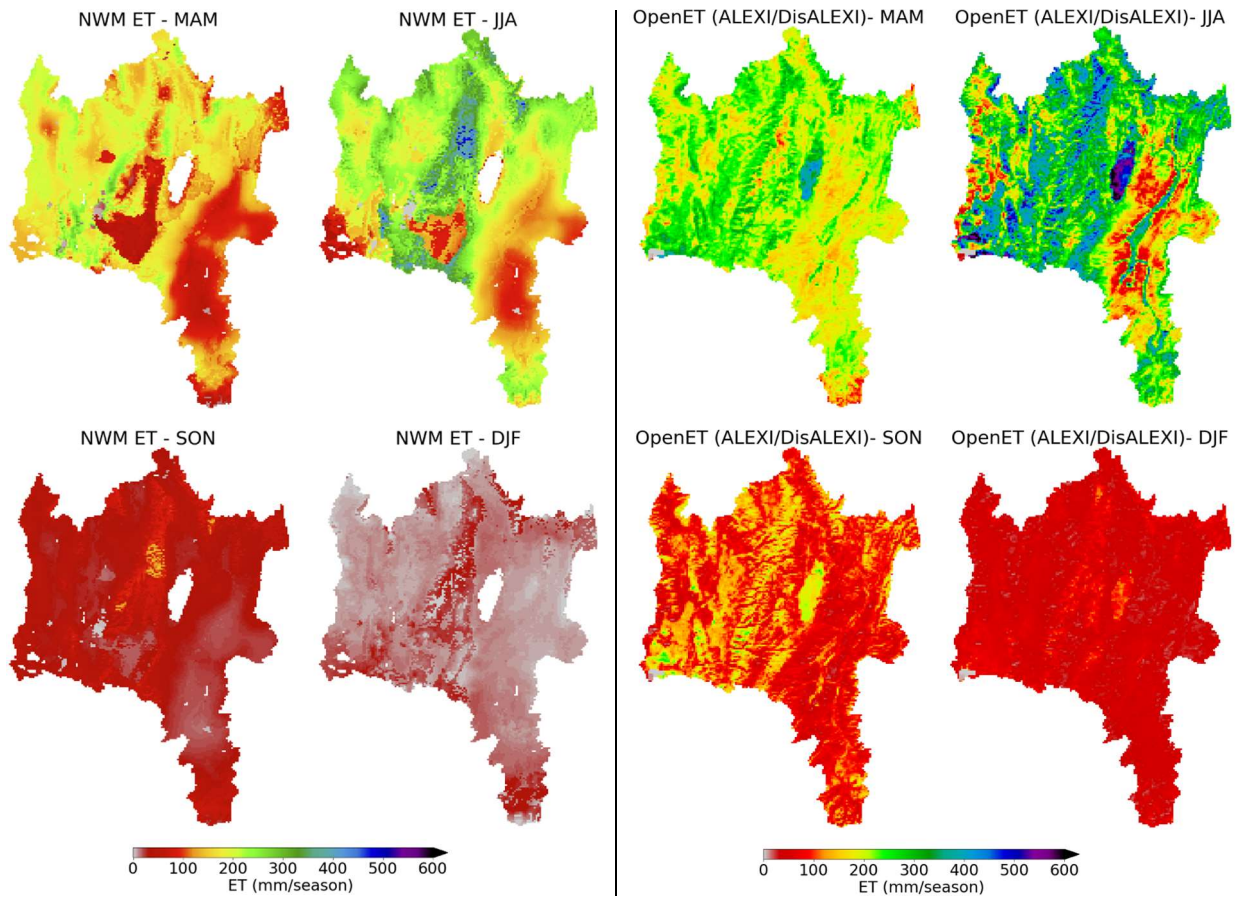 NWM ET - MAM
NWM ET - JJA
OpenET (ALEXI/DisALEXI)- MAM
OpenET (ALEXI/DisALEXI)- JJA
NWM ET - SON
NWM ET - DJF
OpenET (ALEXI/DisALEXI)- SON
OpenET (ALEXI/DisALEXI)- DJF
0 100 200 300 400 500 600
ET (mm/season)
0 100 200 300 400 500 600
ET (mm/season)